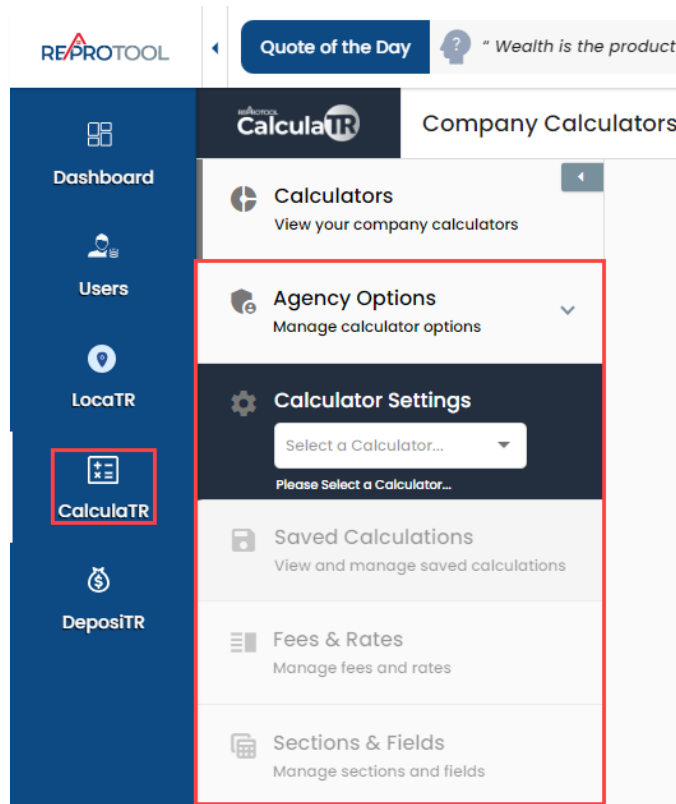 REPROTOOL
Quote of the Day
?
“ Wealth is the product
Dashboard
Users
LocaTR
CalculaTR
DeposiTR
REPROTOOL
CalculaTR
Company Calculators
Calculators
View your company calculators
Agency Options
Manage calculator options
Calculator Settings
Select a Calculator...
Please Select a Calculator...
Saved Calculations
View and manage saved calculations
Fees & Rates
Manage fees and rates
Sections & Fields
Manage sections and fields